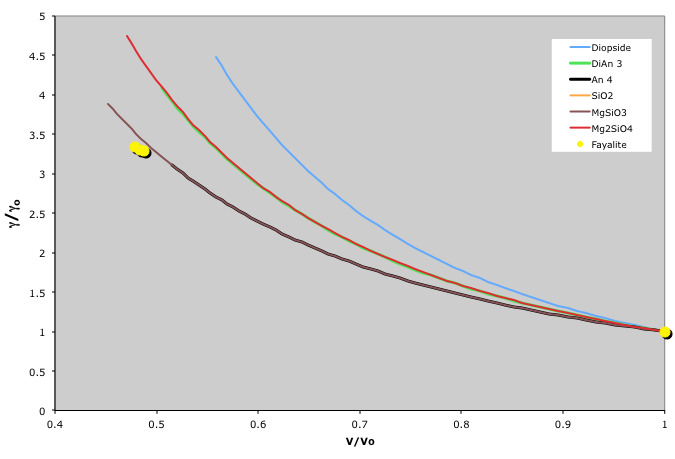 5
4.5
4
3.5
3
2.5
2
1.5
1
0.5
0
γ/γo
0.4
0.5
0.6
0.7
0.8
0.9
1
V/Vo
Diopside
DiAn 3
An 4
SiO2
MgSiO3
Mg2SiO4
Fayalite